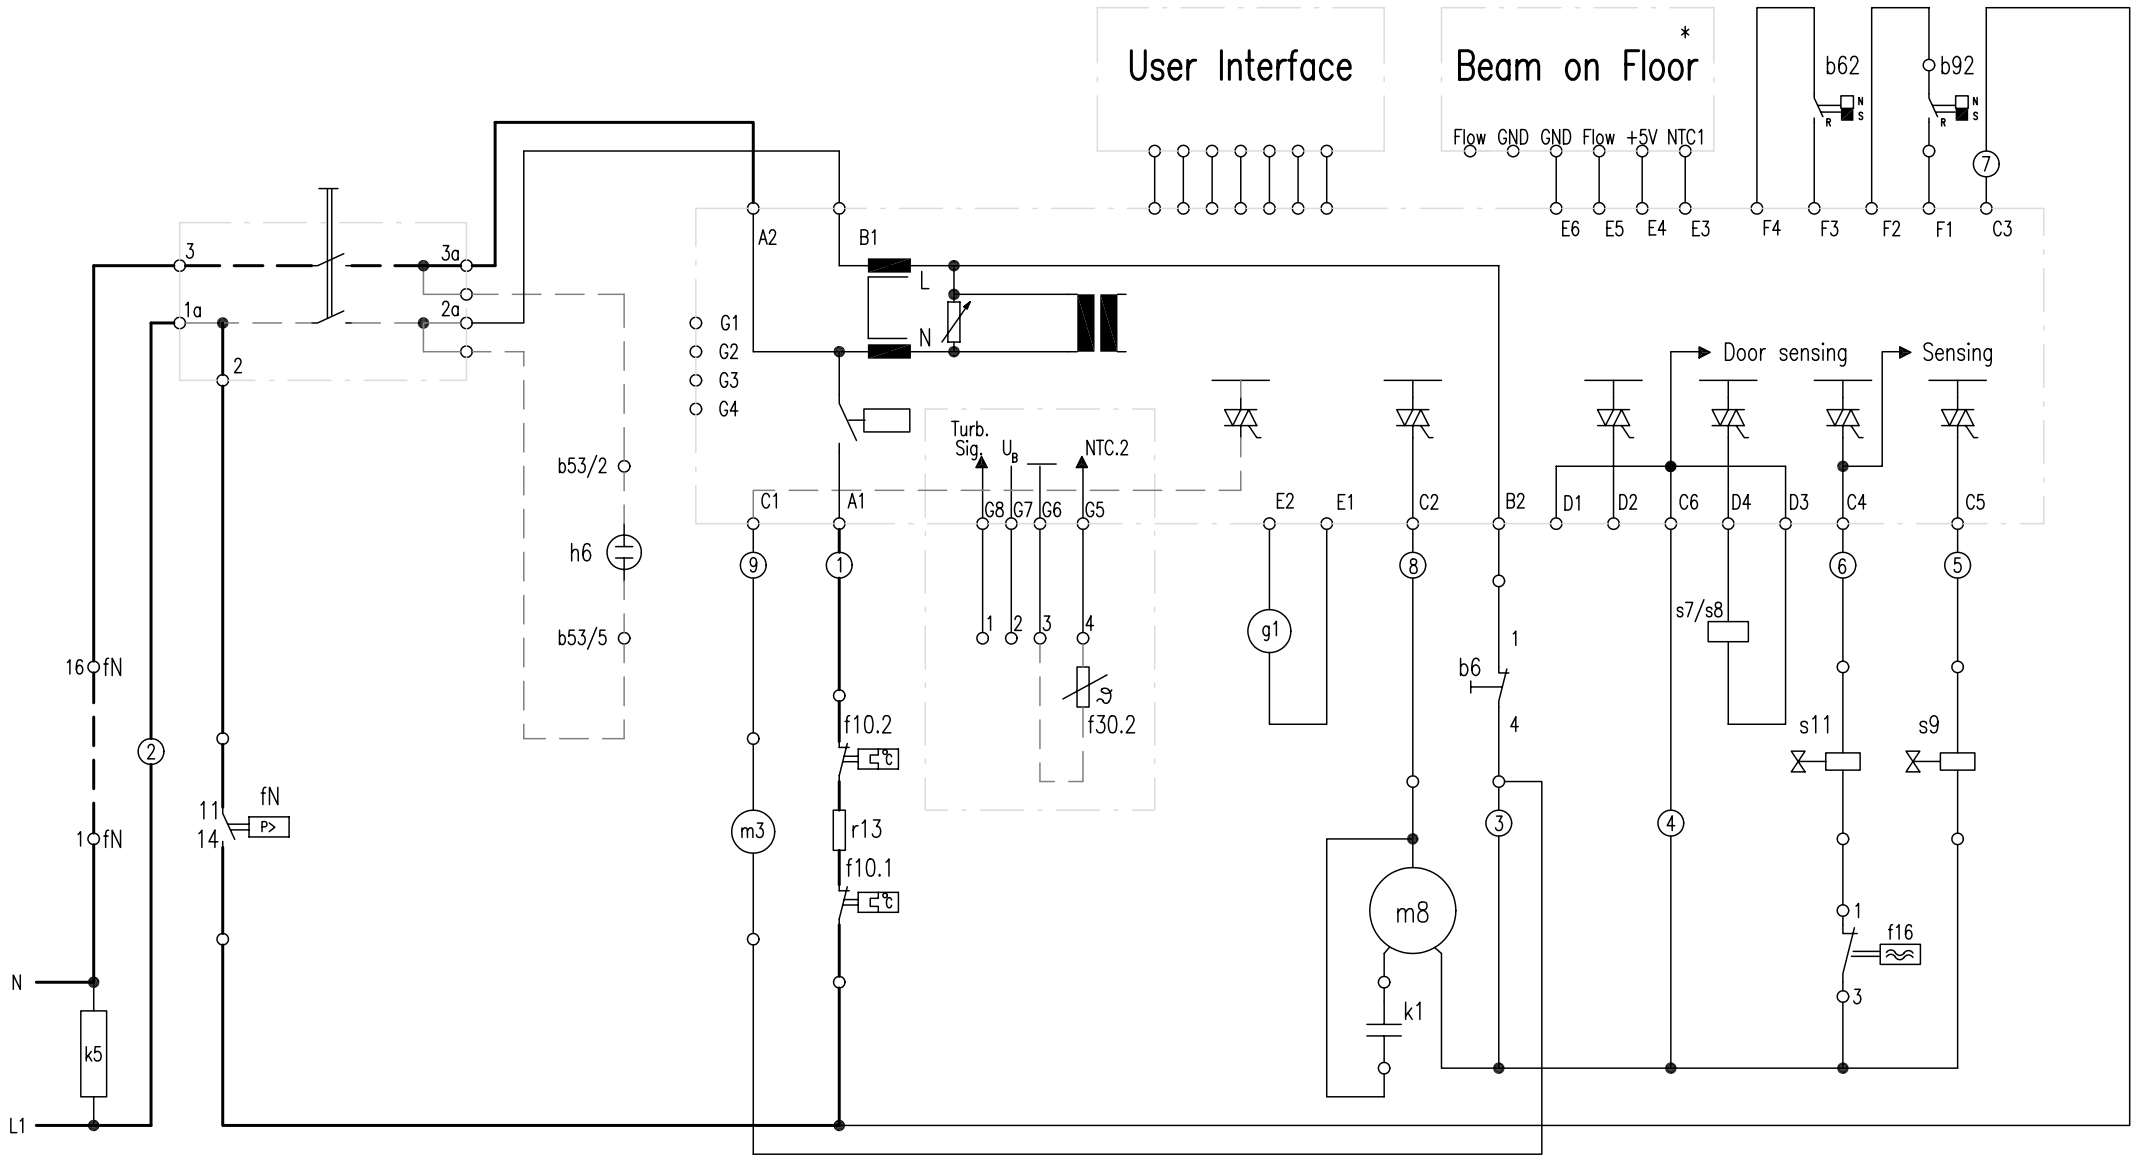 User Interface
Beam on Floor *
Flow GND GND Flow +5V NTC1
b62
N
S
R
b92
N
S
R
7
E6 E5 E4 E3 F4 F3 F2 F1 C3
A2 B1
3 3a
1a 2a
2
L
N
G1
G2
G3
G4
Door sensing
Sensing
Turb.
Sig.
UB
NTC.2
b53/2
h6
b53/5
C1 A1 G8 G7 G6 G5 E2 E1 C2 B2 D1 D2 C6 D4 D3 C4 C5
9 1 8 6 5
1 2 3 4
g1
s7/s8
1
b6
4
16 fN
f10.2
°C
ϑ
f30.2
s11
s9
2
fN
11
14
P>
1 fN
m3
r13
3
4
f10.1
°C
m8
1
f16
3
k1
N
k5
L1